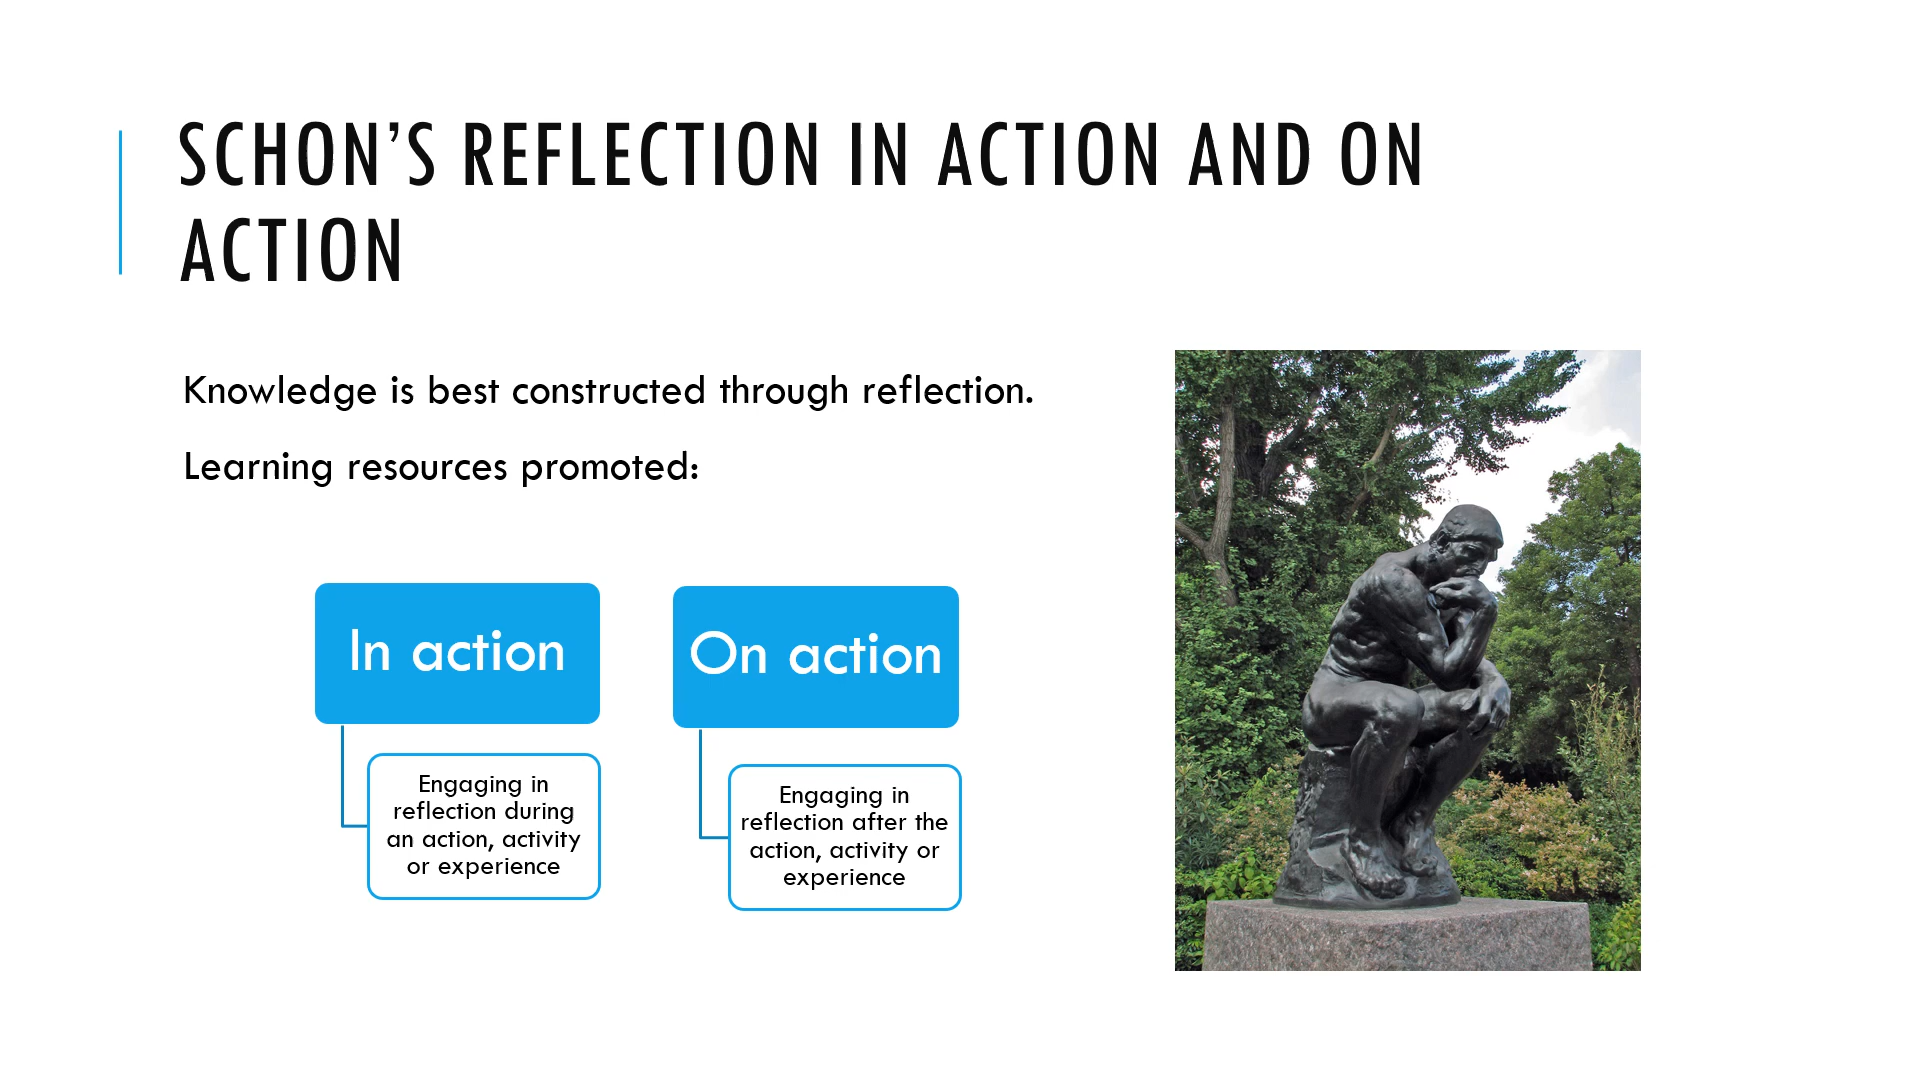 SCHON’S REFLECTION IN ACTION AND ON
ACTION
Knowledge is best constructed through reflection.
Learning resources promoted:
In action
Engaging in
reflection during
an action, activity
or experience
On action
Engaging in
reflection after the
action, activity or
experience